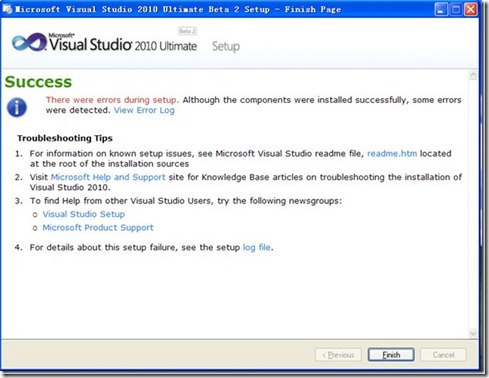 Microsoft Visual Studio 2010 Ultimate Beta 2 Setup - Finish Page
Beta 2
Microsoft®
Visual Studio® 2010 Ultimate Setup
Success
There were errors during setup. Although the components were installed successfully, some errors
were detected. View Error Log
Troubleshooting Tips
1. For information on known setup issues, see Microsoft Visual Studio readme file, readme.htm located
at the root of the installation sources
2. Visit Microsoft Help and Support site for Knowledge Base articles on troubleshooting the installation of
Visual Studio 2010.
3. To find Help from other Visual Studio Users, try the following newsgroups:
Visual Studio Setup
Microsoft Product Support
4. For details about this setup failure, see the setup log file.
< Previous Finish Cancel